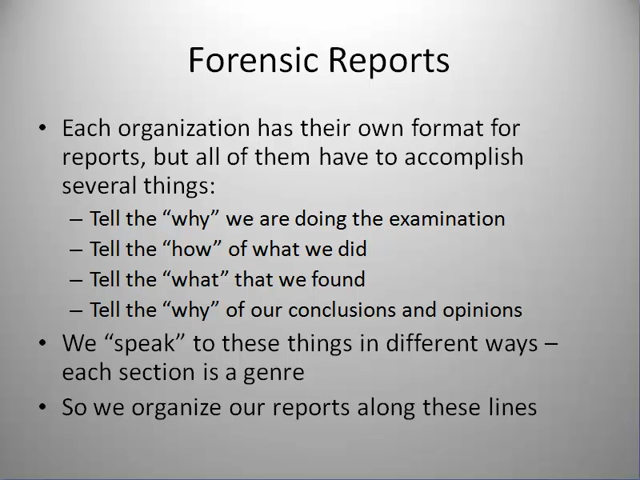 Forensic Reports
• Each organization has their own format for
reports, but all of them have to accomplish
several things:
– Tell the “why” we are doing the examination
– Tell the “how” of what we did
– Tell the “what” that we found
– Tell the “why” of our conclusions and opinions
• We “speak” to these things in different ways –
each section is a genre
• So we organize our reports along these lines